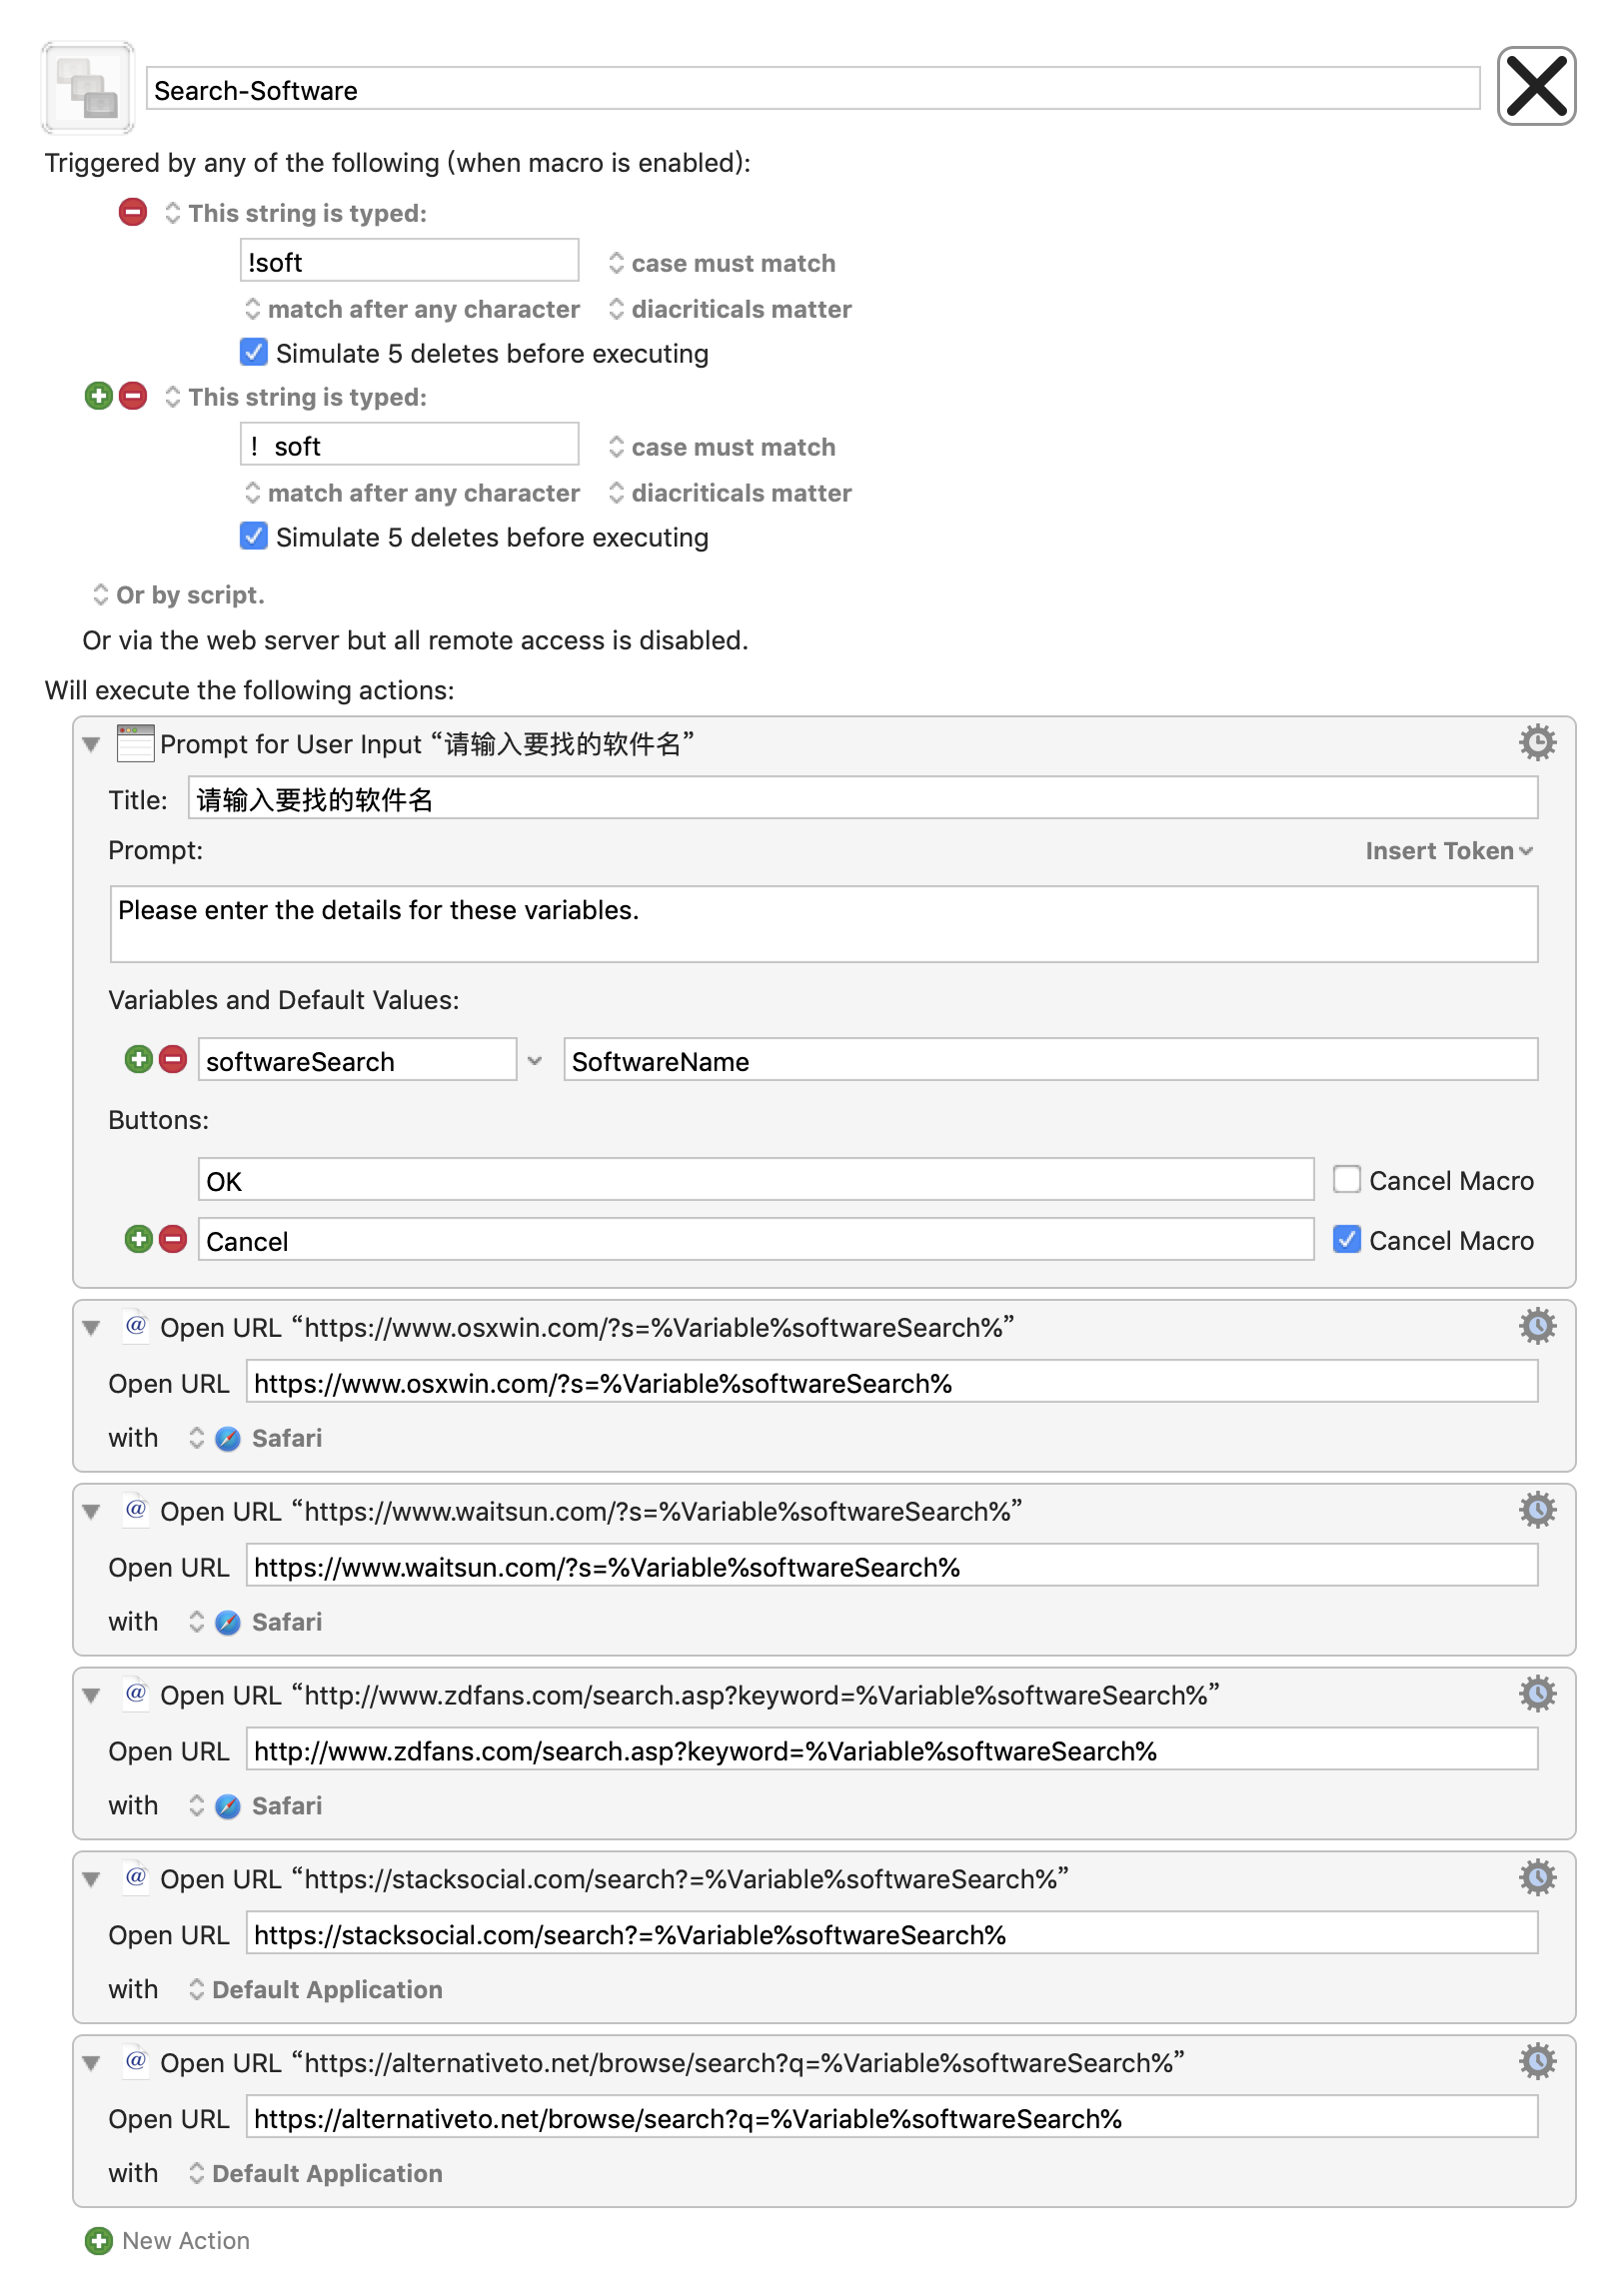 Search-Software
Triggered by any of the following (when macro is enabled):
This string is typed:
!soft case must match
match after any character diacriticals matter
Simulate 5 deletes before executing
This string is typed:
！soft case must match
match after any character diacriticals matter
Simulate 5 deletes before executing
Or by script.
Or via the web server but all remote access is disabled.
Will execute the following actions:
Prompt for User Input “请输入要找的软件名”
Title: 请输入要找的软件名
Prompt: Insert Token
Please enter the details for these variables.
Variables and Default Values:
softwareSearch SoftwareName
Buttons:
OK Cancel Macro
Cancel Cancel Macro
Open URL “https://www.osxwin.com/?s=%Variable%softwareSearch%”
Open URL https://www.osxwin.com/?s=%Variable%softwareSearch%
with Safari
Open URL “https://www.waitsun.com/?s=%Variable%softwareSearch%”
Open URL https://www.waitsun.com/?s=%Variable%softwareSearch%
with Safari
Open URL “http://www.zdfans.com/search.asp?keyword=%Variable%softwareSearch%”
Open URL http://www.zdfans.com/search.asp?keyword=%Variable%softwareSearch%
with Safari
Open URL “https://stacksocial.com/search?=%Variable%softwareSearch%”
Open URL https://stacksocial.com/search?=%Variable%softwareSearch%
with Default Application
Open URL “https://alternativeto.net/browse/search?q=%Variable%softwareSearch%”
Open URL https://alternativeto.net/browse/search?q=%Variable%softwareSearch%
with Default Application
New Action